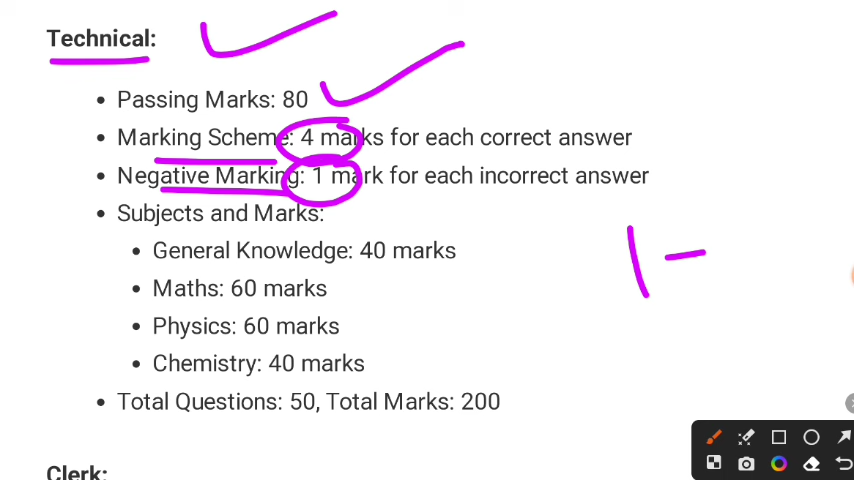 Technical:
Passing Marks: 80
Marking Scheme: 4 marks for each correct answer
Negative Marking: 1 mark for each incorrect answer
Subjects and Marks:
General Knowledge: 40 marks
Maths: 60 marks
Physics: 60 marks
Chemistry: 40 marks
Total Questions: 50, Total Marks: 200
Clerk: